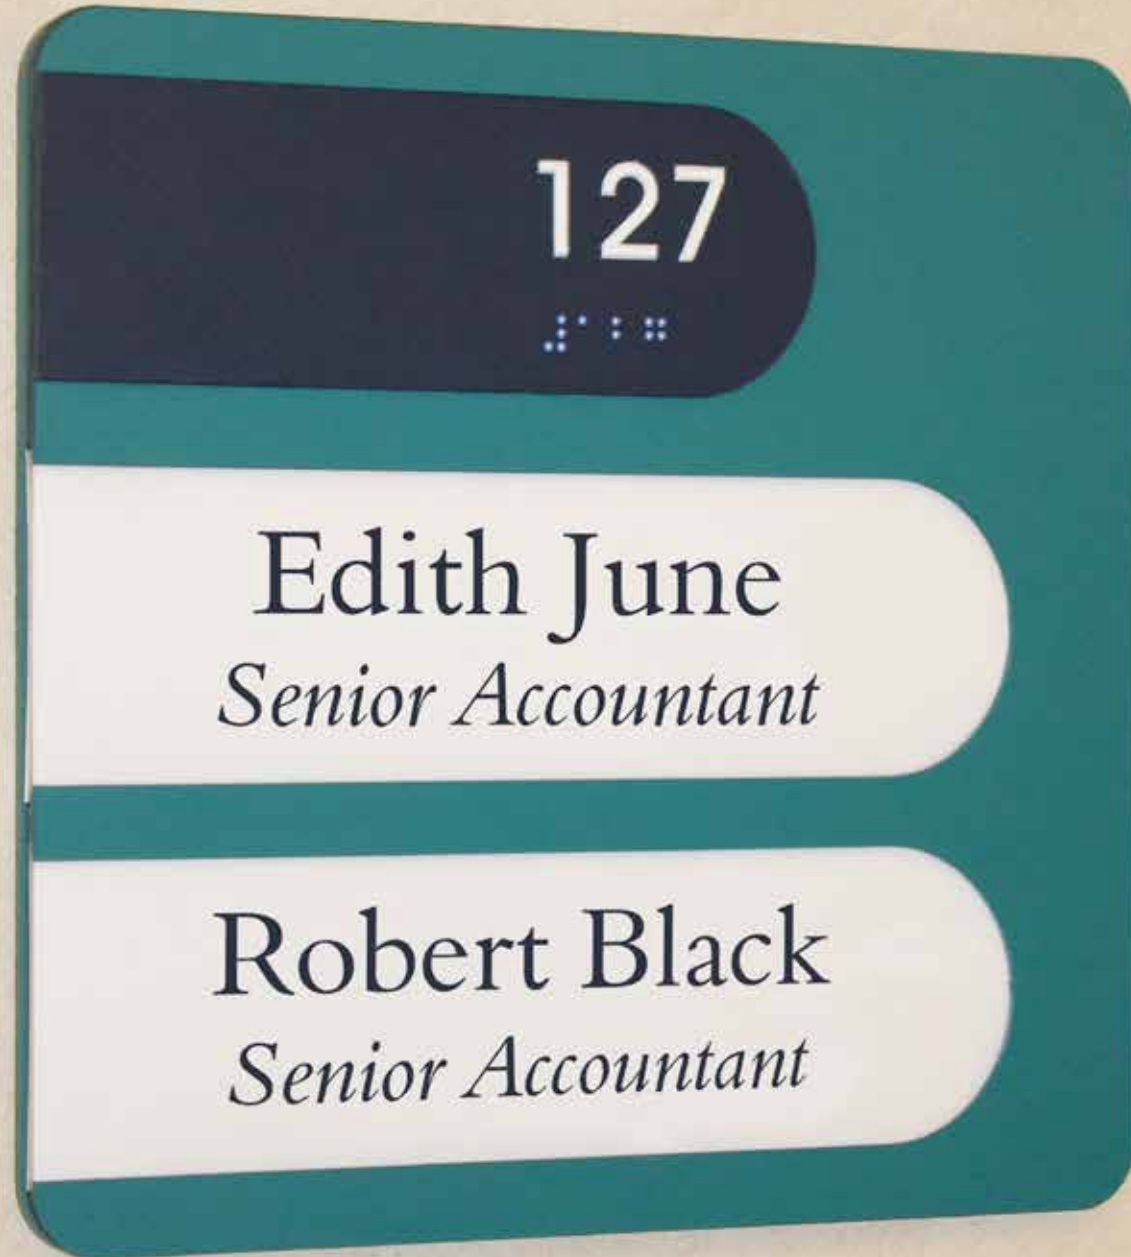 127
⠼⠁⠃⠛
Edith June
Senior Accountant
Robert Black
Senior Accountant